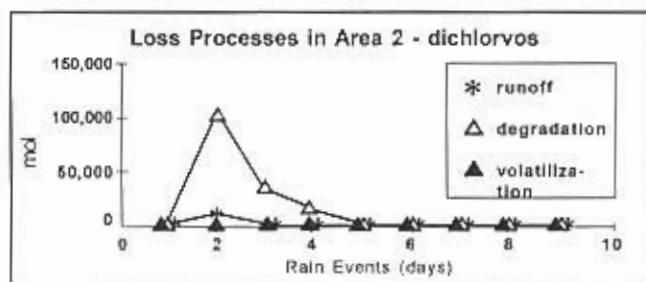 Loss Processes in Area 2 - dichlorvos
150,000
100,000
50,000
0
mol
runoff
degradation
volatiliza-
tion
0 2 4 6 8 10
Rain Events (days)